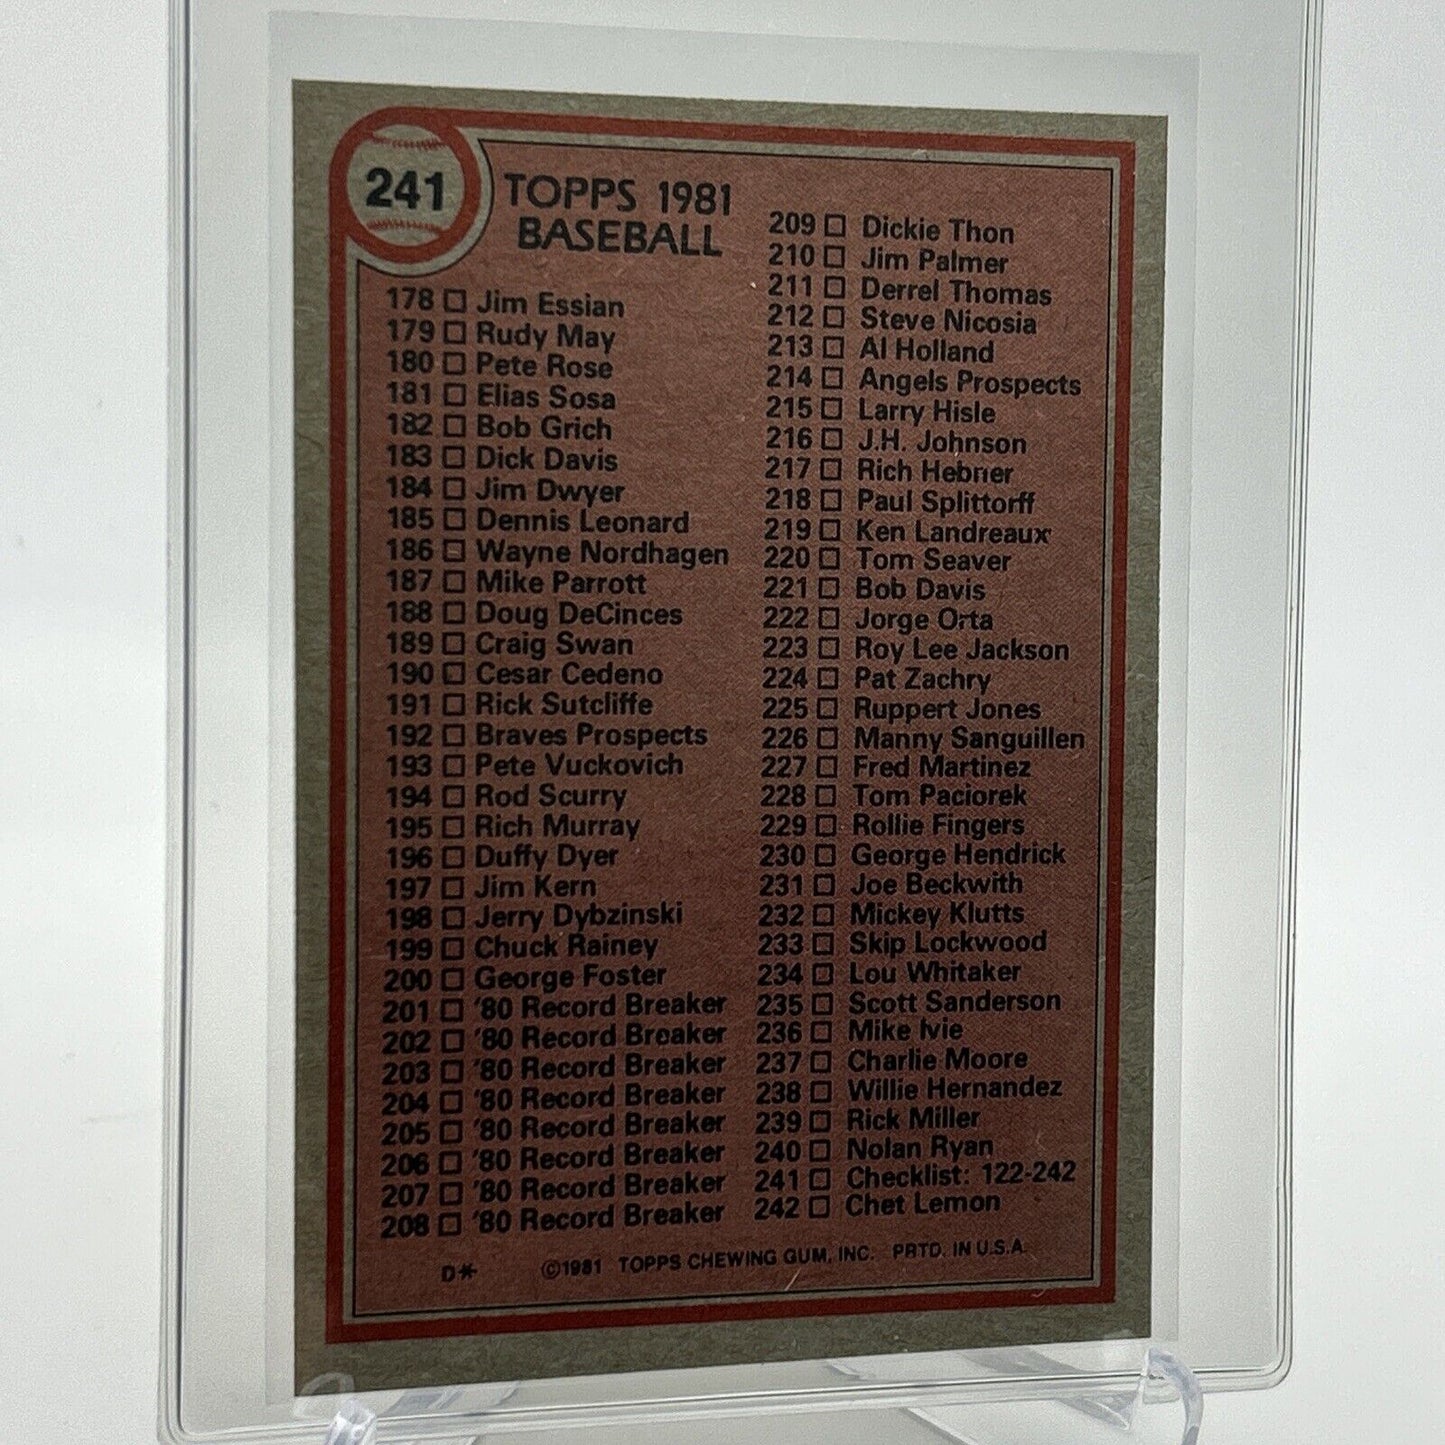 241
TOPPS 1981
BASEBALL
178 □ Jim Essian
179 □ Rudy May
180 □ Pete Rose
181 □ Elias Sosa
182 □ Bob Grich
183 □ Dick Davis
184 □ Jim Dwyer
185 □ Dennis Leonard
186 □ Wayne Nordhagen
187 □ Mike Parrott
188 □ Doug DeCinces
189 □ Craig Swan
190 □ Cesar Cedeno
191 □ Rick Sutcliffe
192 □ Braves Prospects
193 □ Pete Vuckovich
194 □ Rod Scurry
195 □ Rich Murray
196 □ Duffy Dyer
197 □ Jim Kern
198 □ Jerry Dybzinski
199 □ Chuck Rainey
200 □ George Foster
201 □ '80 Record Breaker
202 □ '80 Record Breaker
203 □ '80 Record Breaker
204 □ '80 Record Breaker
205 □ '80 Record Breaker
206 □ '80 Record Breaker
207 □ '80 Record Breaker
208 □ '80 Record Breaker
209 □ Dickie Thon
210 □ Jim Palmer
211 □ Derrel Thomas
212 □ Steve Nicosia
213 □ Al Holland
214 □ Angels Prospects
215 □ Larry Hisle
216 □ J.H. Johnson
217 □ Rich Hebner
218 □ Paul Splittorff
219 □ Ken Landreaux
220 □ Tom Seaver
221 □ Bob Davis
222 □ Jorge Orta
223 □ Roy Lee Jackson
224 □ Pat Zachry
225 □ Ruppert Jones
226 □ Manny Sanguillen
227 □ Fred Martinez
228 □ Tom Paciorek
229 □ Rollie Fingers
230 □ George Hendrick
231 □ Joe Beckwith
232 □ Mickey Klutts
233 □ Skip Lockwood
234 □ Lou Whitaker
235 □ Scott Sanderson
236 □ Mike Ivie
237 □ Charlie Moore
238 □ Willie Hernandez
239 □ Rick Miller
240 □ Nolan Ryan
241 □ Checklist: 122-242
242 □ Chet Lemon
D* ©1981 TOPPS CHEWING GUM, INC. PRTD. IN U.S.A.